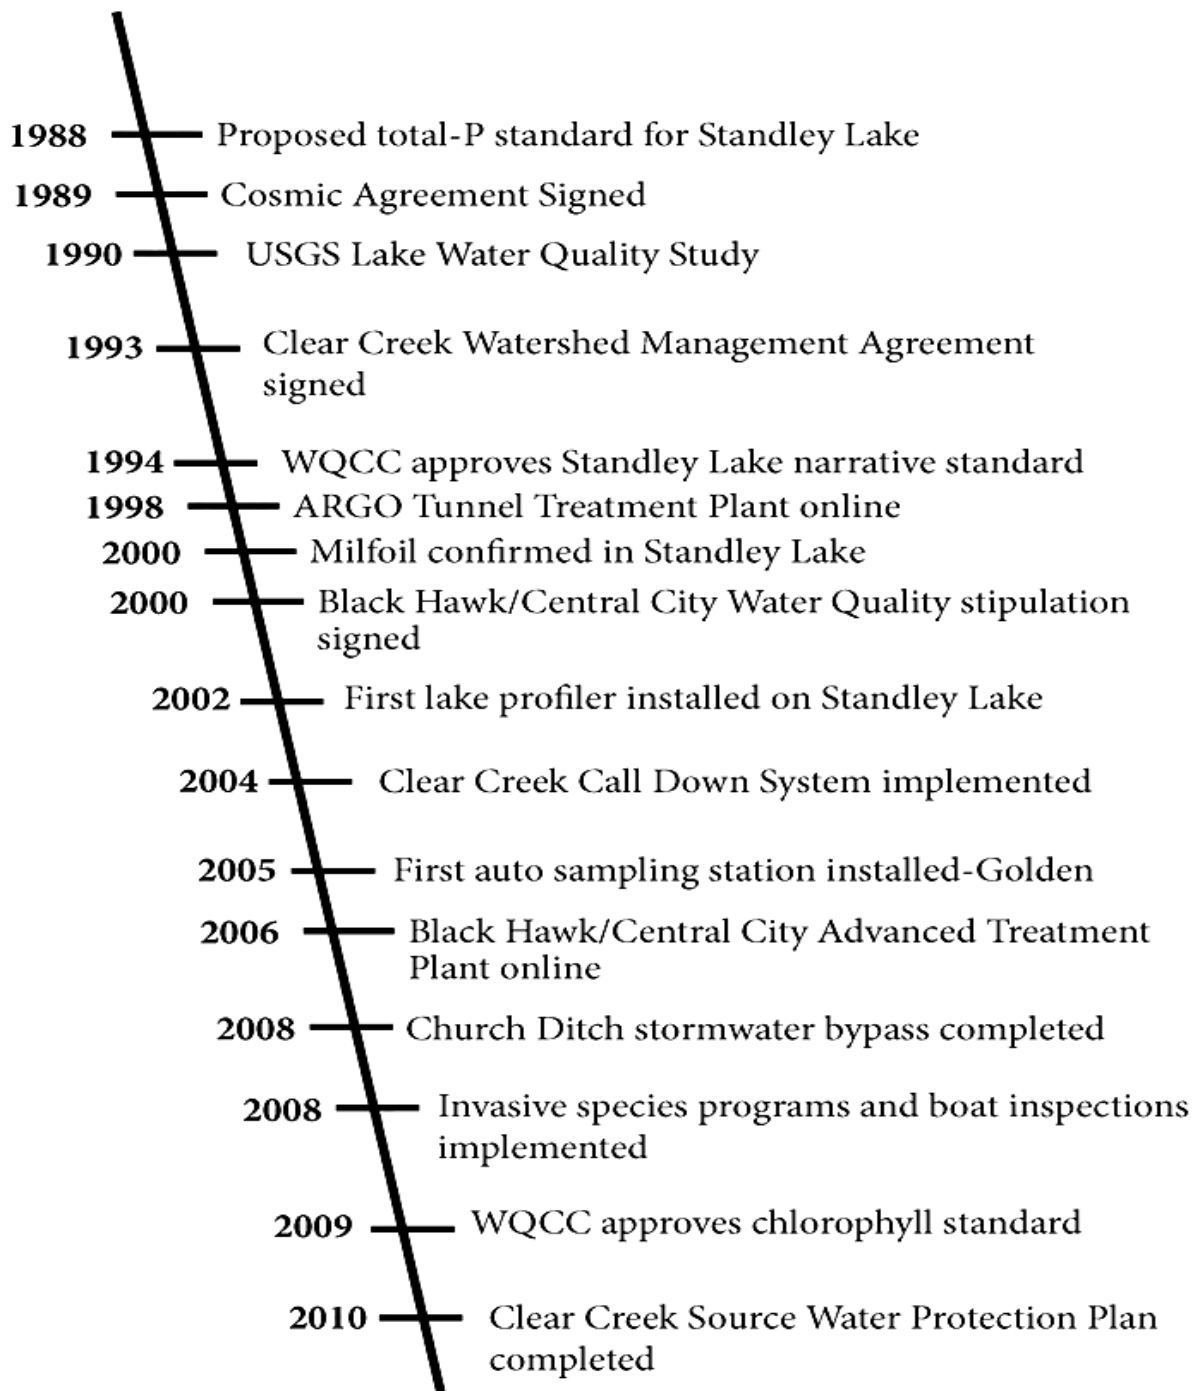 1988 Proposed total-P standard for Standley Lake
1989 Cosmic Agreement Signed
1990 USGS Lake Water Quality Study
1993 Clear Creek Watershed Management Agreement
signed
1994 WQCC approves Standley Lake narrative standard
1998 ARGO Tunnel Treatment Plant online
2000 Milfoil confirmed in Standley Lake
2000 Black Hawk/Central City Water Quality stipulation
signed
2002 First lake profiler installed on Standley Lake
2004 Clear Creek Call Down System implemented
2005 First auto sampling station installed-Golden
2006 Black Hawk/Central City Advanced Treatment
Plant online
2008 Church Ditch stormwater bypass completed
2008 Invasive species programs and boat inspections
implemented
2009 WQCC approves chlorophyll standard
2010 Clear Creek Source Water Protection Plan
completed